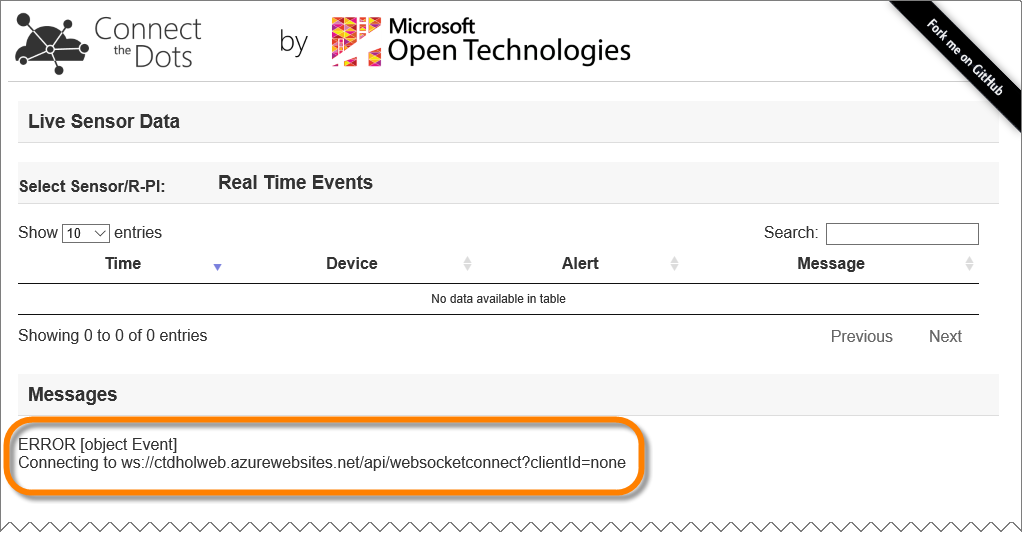 Connect the Dots by Microsoft Open Technologies
Fork me on GitHub
Live Sensor Data
Select Sensor/R-PI: Real Time Events
Show 10 entries Search:
Time Device Alert Message
No data available in table
Showing 0 to 0 of 0 entries Previous Next
Messages
ERROR [object Event]
Connecting to ws://ctdholweb.azurewebsites.net/api/websocketconnect?clientId=none